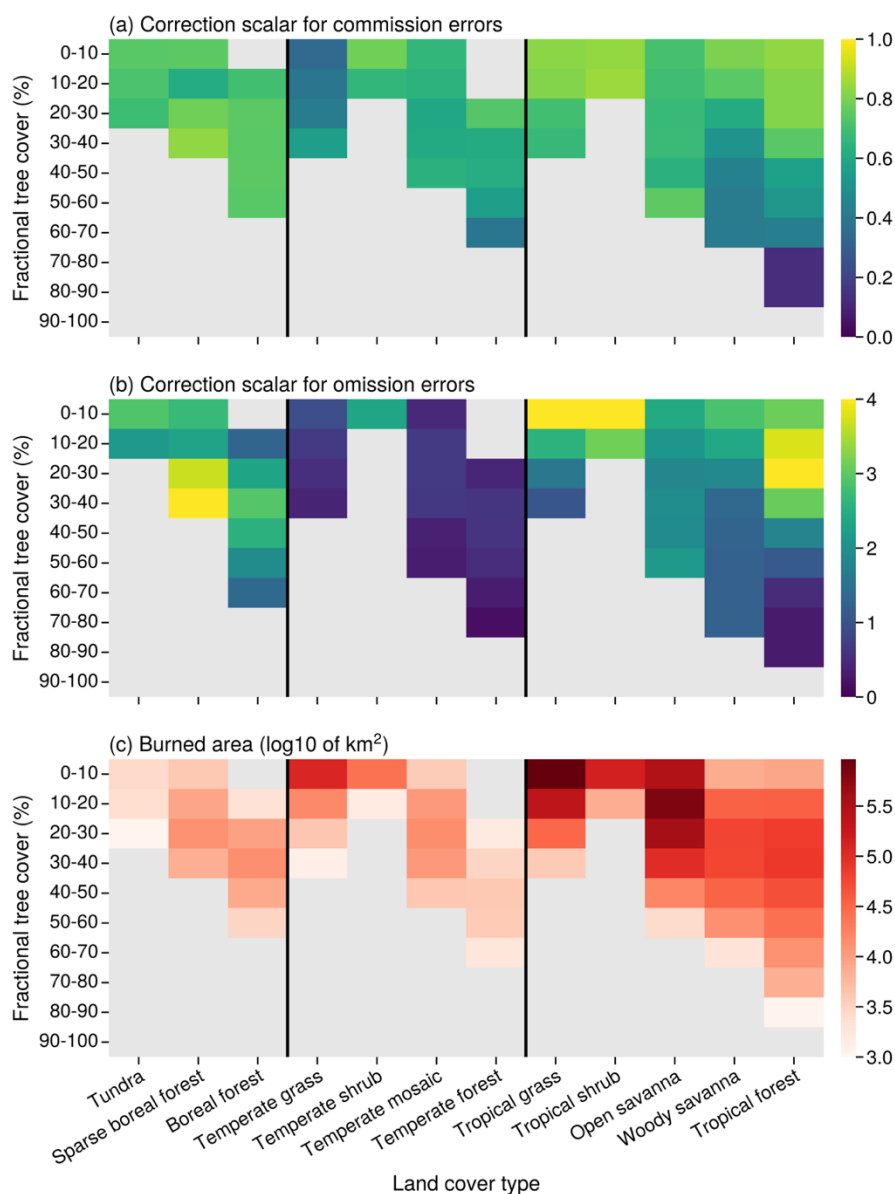 (a) Correction scalar for commission errors
Fractional tree cover (%)
0-10
10-20
20-30
30-40
40-50
50-60
60-70
70-80
80-90
90-100
1.0
0.8
0.6
0.4
0.2
0.0
(b) Correction scalar for omission errors
Fractional tree cover (%)
0-10
10-20
20-30
30-40
40-50
50-60
60-70
70-80
80-90
90-100
4
3
2
1
0
(c) Burned area (log10 of km²)
Fractional tree cover (%)
0-10
10-20
20-30
30-40
40-50
50-60
60-70
70-80
80-90
90-100
5.5
5.0
4.5
4.0
3.5
3.0
Tundra
Sparse boreal forest
Boreal forest
Temperate grass
Temperate shrub
Temperate mosaic
Temperate forest
Tropical grass
Tropical shrub
Open savanna
Woody savanna
Tropical forest
Land cover type